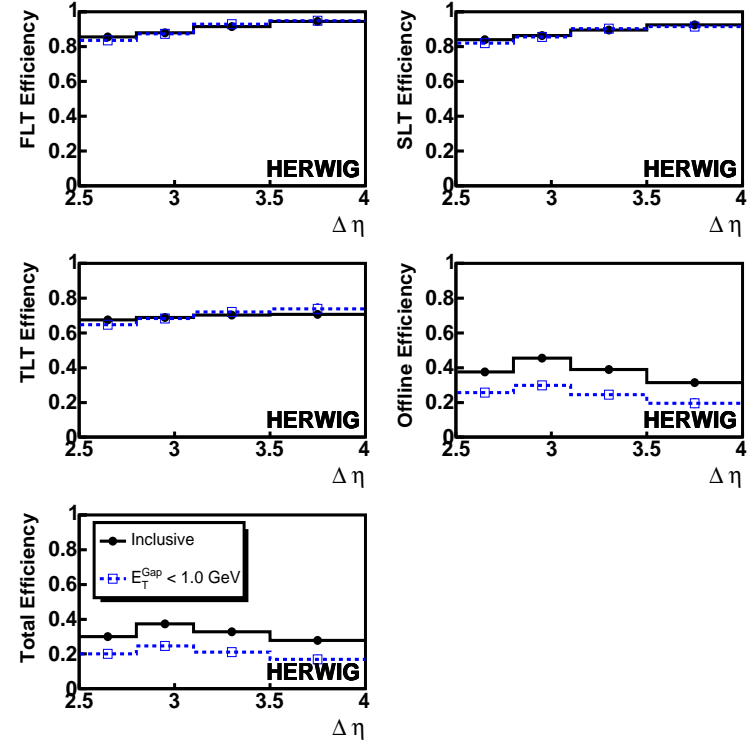 FLT Efficiency
1
0.8
0.6
0.4
0.2
0
2.5 3 3.5 4
HERWIG
Δ η
SLT Efficiency
1
0.8
0.6
0.4
0.2
0
2.5 3 3.5 4
HERWIG
Δ η
TLT Effiency
1
0.8
0.6
0.4
0.2
0
2.5 3 3.5 4
HERWIG
Δ η
Offline Efficiency
1
0.8
0.6
0.4
0.2
0
2.5 3 3.5 4
HERWIG
Δ η
Total Efficiency
1
0.8
0.6
0.4
0.2
0
2.5 3 3.5 4
Inclusive
E_T^Gap < 1.0 GeV
HERWIG
Δ η